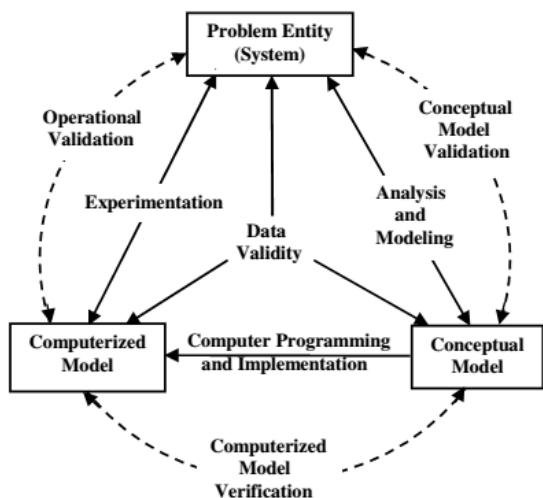 Problem Entity
(System)
Operational
Validation
Conceptual
Model
Validation
Experimentation
Analysis
and
Modeling
Data
Validity
Computerized
Model
Computer Programming
and Implementation
Conceptual
Model
Computerized
Model
Verification